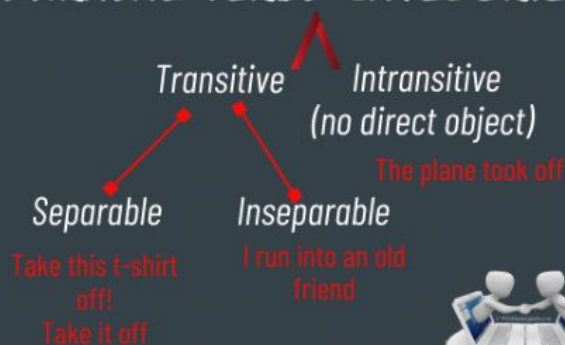 Transitive
Intransitive
(no direct object)
The plane took off
Separable
Inseparable
Take this t-shirt
off!
Take it off
I run into an old
friend